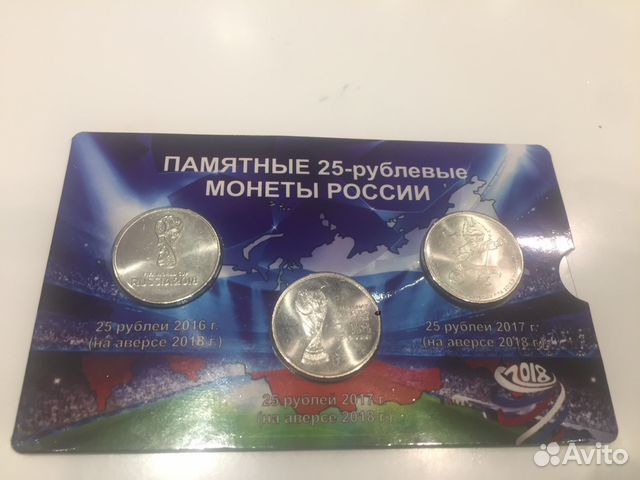 ПАМЯТНЫЕ 25-рублевые
МОНЕТЫ РОССИИ
RUSSIA 2018
25 рублей 2016 г.
(на аверсе 2018 г.)
25 рублей 2017 г.
(на аверсе 2018 г.)
25 рублей 2017 г.
(на аверсе 2018 г.)
2018
Avito